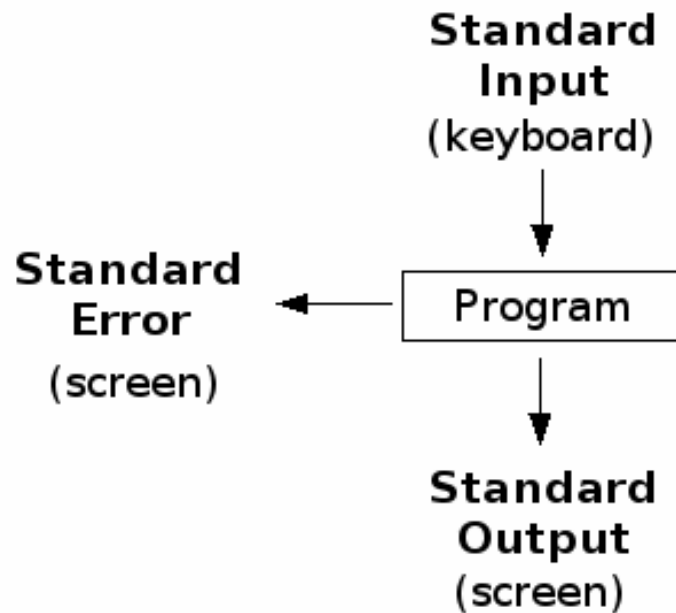 Standard
Input
(keyboard)
Standard
Error
(screen)
Program
Standard
Output
(screen)